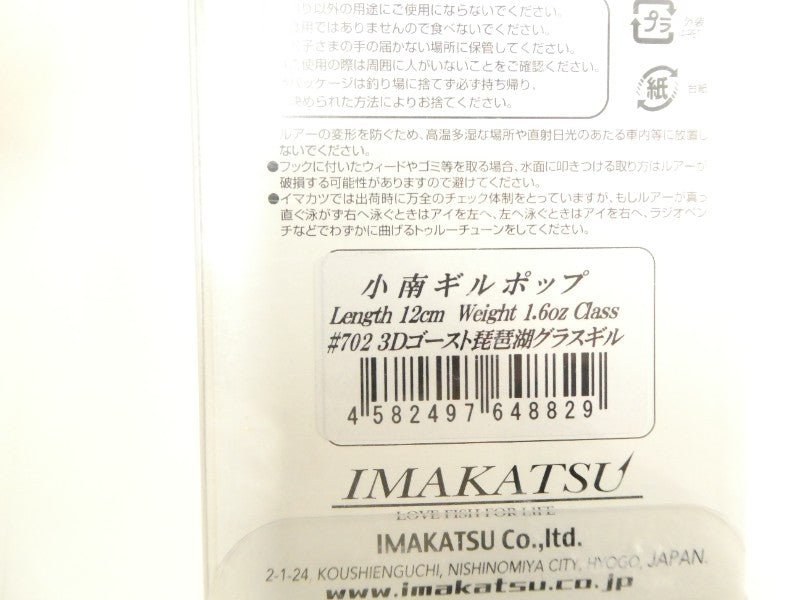 り以外の用途にご使用にならないでください。
用ではありませんので食べないでください。
子さまの手の届かない場所に保管してください。
使用の際は周囲に人がいないことをご確認ください。
パッケージは釣り場に捨てず必ず持ち帰り、
決められた方法によりお捨てください。
プラ
紙
台紙
ルアーの変形を防ぐため、高温多湿な場所や直射日光のあたる車内等に放置し
ないでください。
●フックに付いたウィードやゴミ等を取る場合、水面に叩きつける取り方はルアーが
破損する可能性がありますので避けてください。
●イマカツでは出荷時に万全のチェック体制をとっていますが、もしルアーが真っ
直ぐ泳がず右へ泳ぐときはアイを左へ、左へ泳ぐときはアイを右へ、ラジオペン
チなどでわずかに曲げるトゥルーチューンをしてください。
小南ギルポップ
Length 12cm Weight 1.6oz Class
#702 3Dゴースト琵琶湖グラスギル
4 582497 648829
IMAKATSU
LOVE FISH FOR LIFE
IMAKATSU Co.,ltd.
2-1-24, KOUSHIENGUCHI, NISHINOMIYA CITY, HYOGO, JAPAN.
www.imakatsu.co.jp